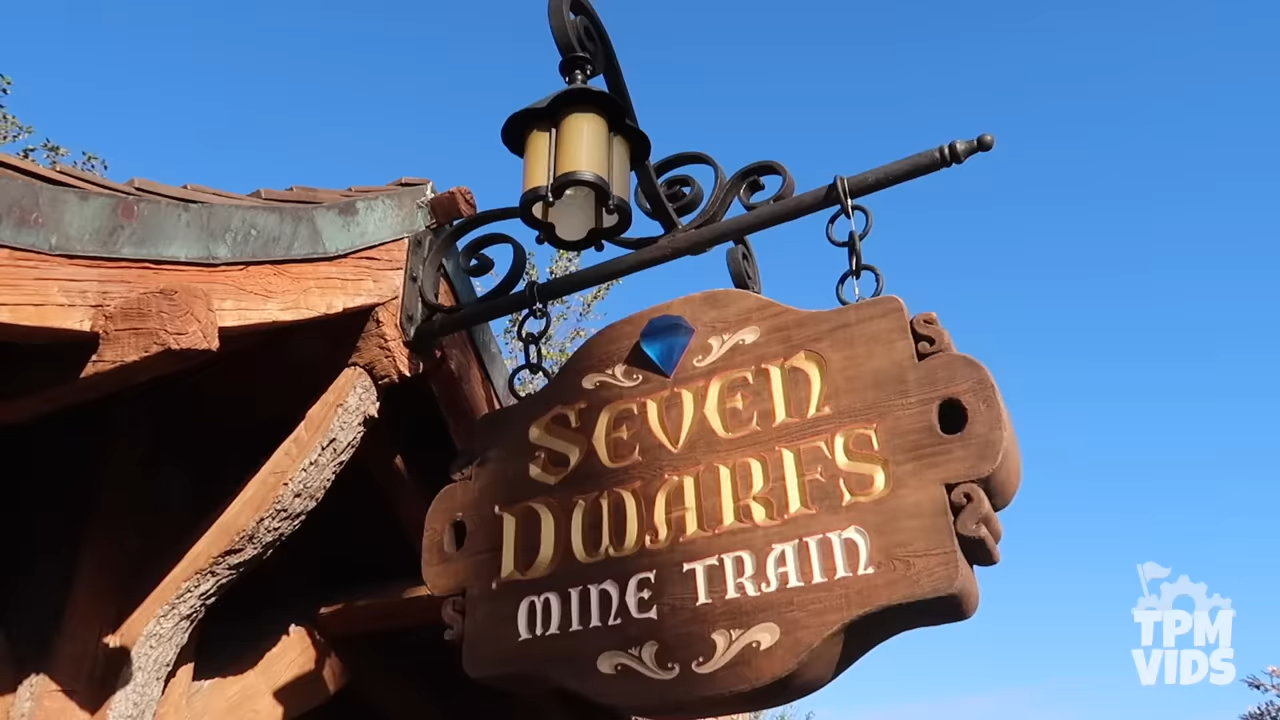 SEVEN
DWARFS
MINE TRAIN
TPM
VIDS